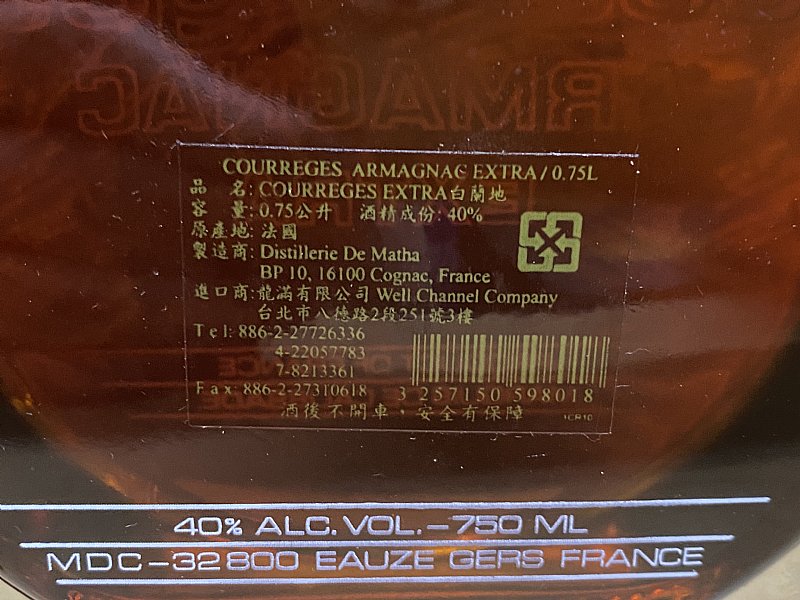 RMAGNAC
COURREGES ARMAGNAC EXTRA / 0.75L
品 名: COURREGES EXTRA白蘭地
容 量: 0.75公升 酒精成份: 40%
原產地: 法國
製造商: Distillerie De Matha
BP 10, 16100 Cognac, France
進口商: 龍滿有限公司 Well Channel Company
台北市八德路2段251號3樓
Tel: 886-2-27726336
4-22057783
7-8213361
Fax: 886-2-27310618
3 257150 598018
酒後不開車，安全有保障
1CR10
40% ALC. VOL. - 750 ML
MDC - 32800 EAUZE GERS FRANCE